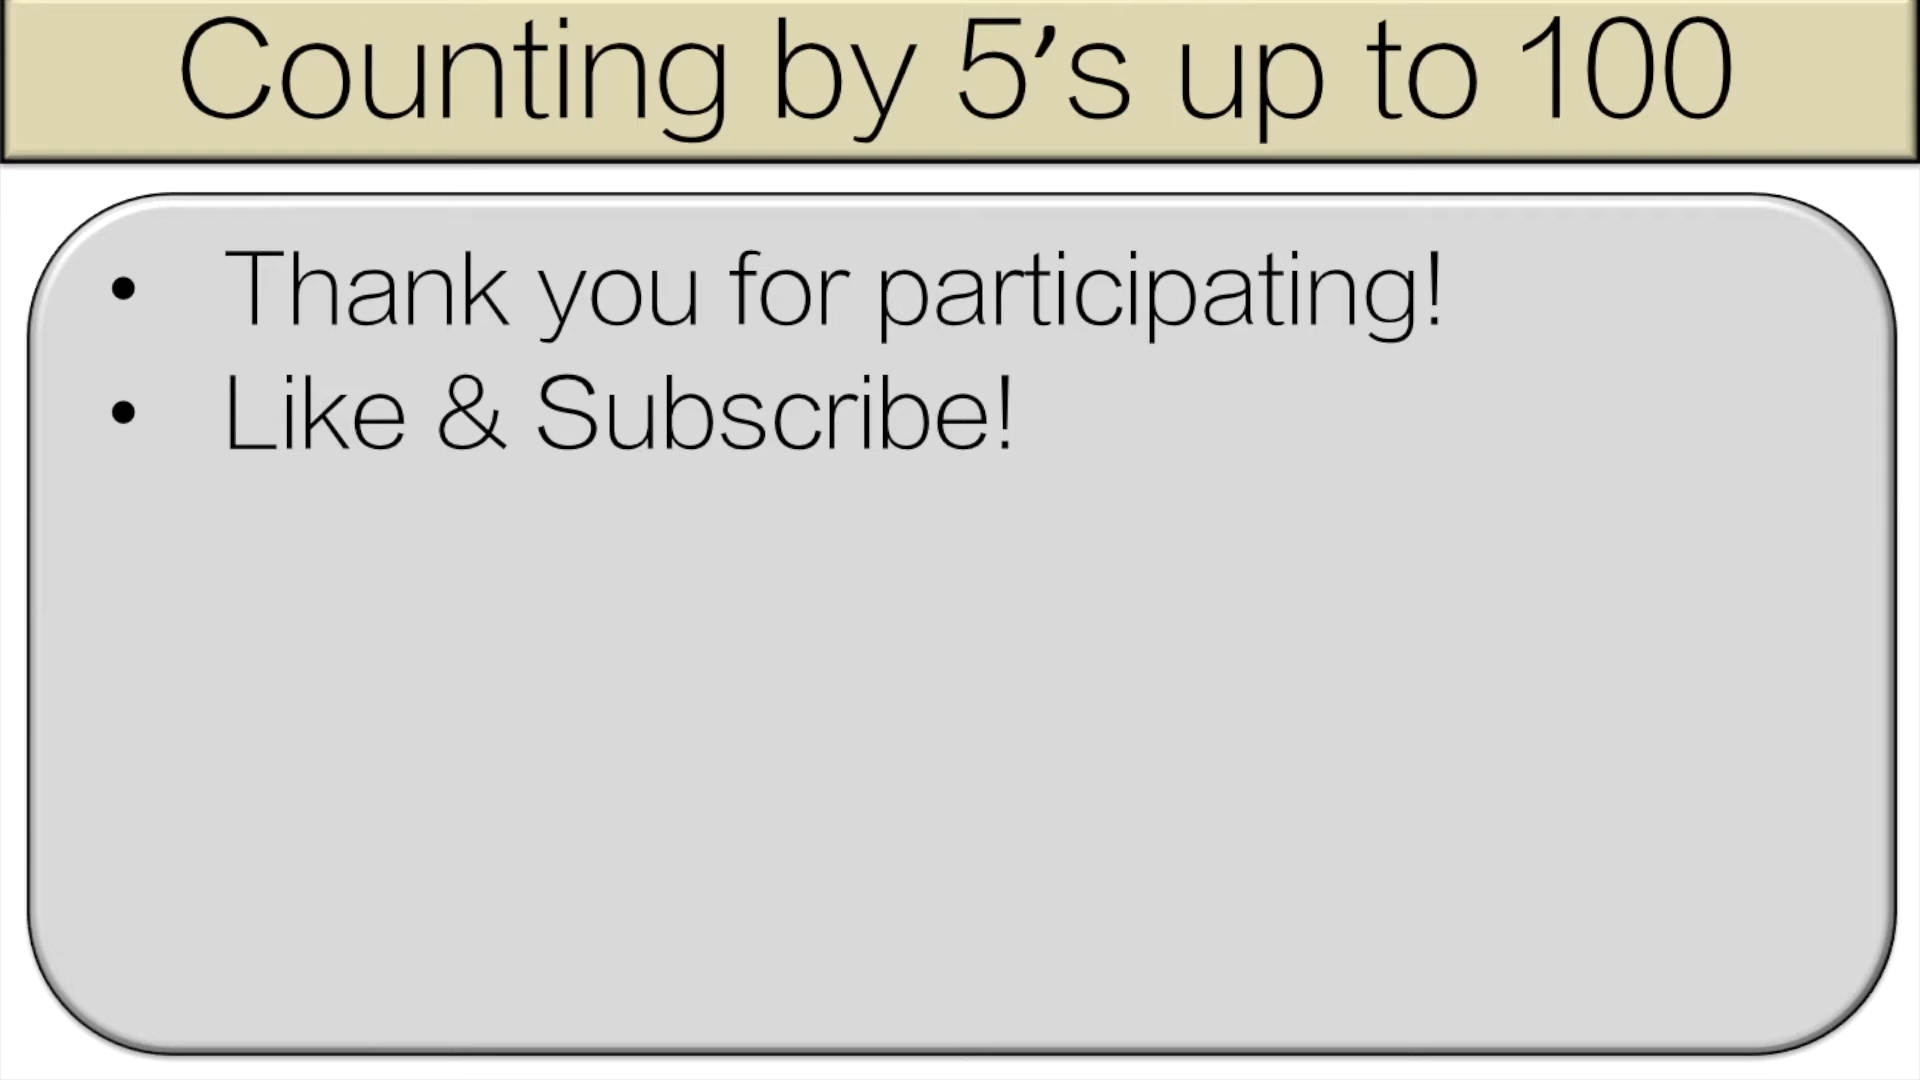 Counting by 5's up to 100
• Thank you for participating!
• Like & Subscribe!